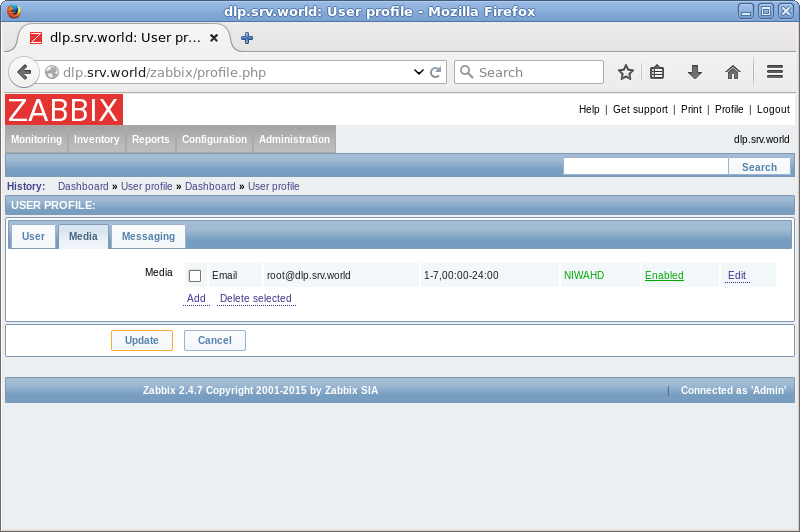 dlp.srv.world: User profile - Mozilla Firefox
dlp.srv.world: User pr...
dlp.srv.world/zabbix/profile.php
Search
ZABBIX
Help | Get support | Print | Profile | Logout
Monitoring Inventory Reports Configuration Administration
dlp.srv.world
Search
History: Dashboard » User profile » Dashboard » User profile
USER PROFILE:
User Media Messaging
Media Email root@dlp.srv.world 1-7,00:00-24:00 NIWAHD Enabled Edit
Add Delete selected
Update Cancel
Zabbix 2.4.7 Copyright 2001-2015 by Zabbix SIA | Connected as 'Admin'